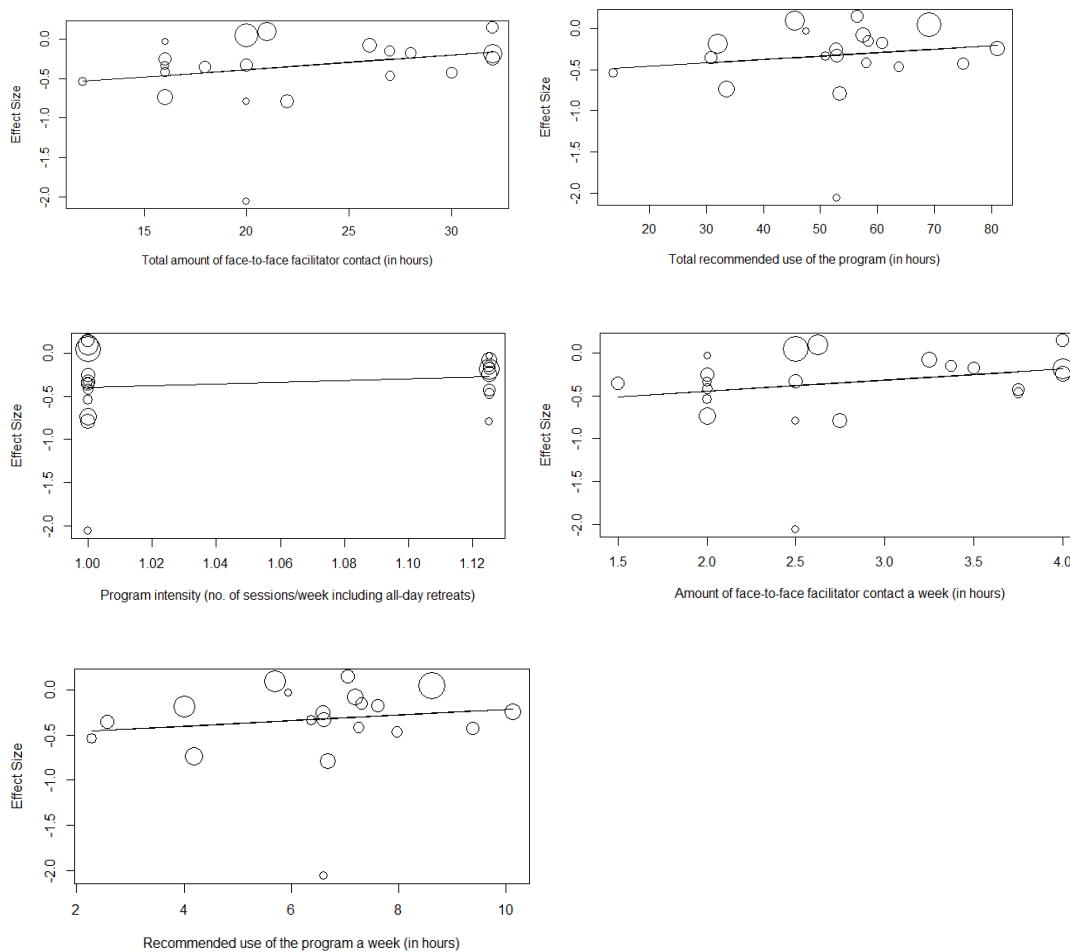 Effect Size
0.0
-0.5
-1.0
-1.5
-2.0
15 20 25 30
Total amount of face-to-face facilitator contact (in hours)
Effect Size
0.0
-0.5
-1.0
-1.5
-2.0
20 30 40 50 60 70 80
Total recommended use of the program (in hours)
Effect Size
0.0
-0.5
-1.0
-1.5
-2.0
1.00 1.02 1.04 1.06 1.08 1.10 1.12
Program intensity (no. of sessions/week including all-day retreats)
Effect Size
0.0
-0.5
-1.0
-1.5
-2.0
1.5 2.0 2.5 3.0 3.5 4.0
Amount of face-to-face facilitator contact a week (in hours)
Effect Size
0.0
-0.5
-1.0
-1.5
-2.0
2 4 6 8 10
Recommended use of the program a week (in hours)